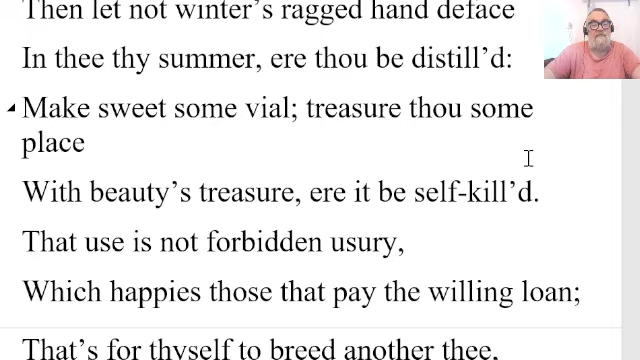 Then let not winter’s ragged hand deface
In thee thy summer, ere thou be distill’d:
Make sweet some vial; treasure thou some
place
With beauty’s treasure, ere it be self-kill’d.
That use is not forbidden usury,
Which happies those that pay the willing loan;
That’s for thyself to breed another thee,